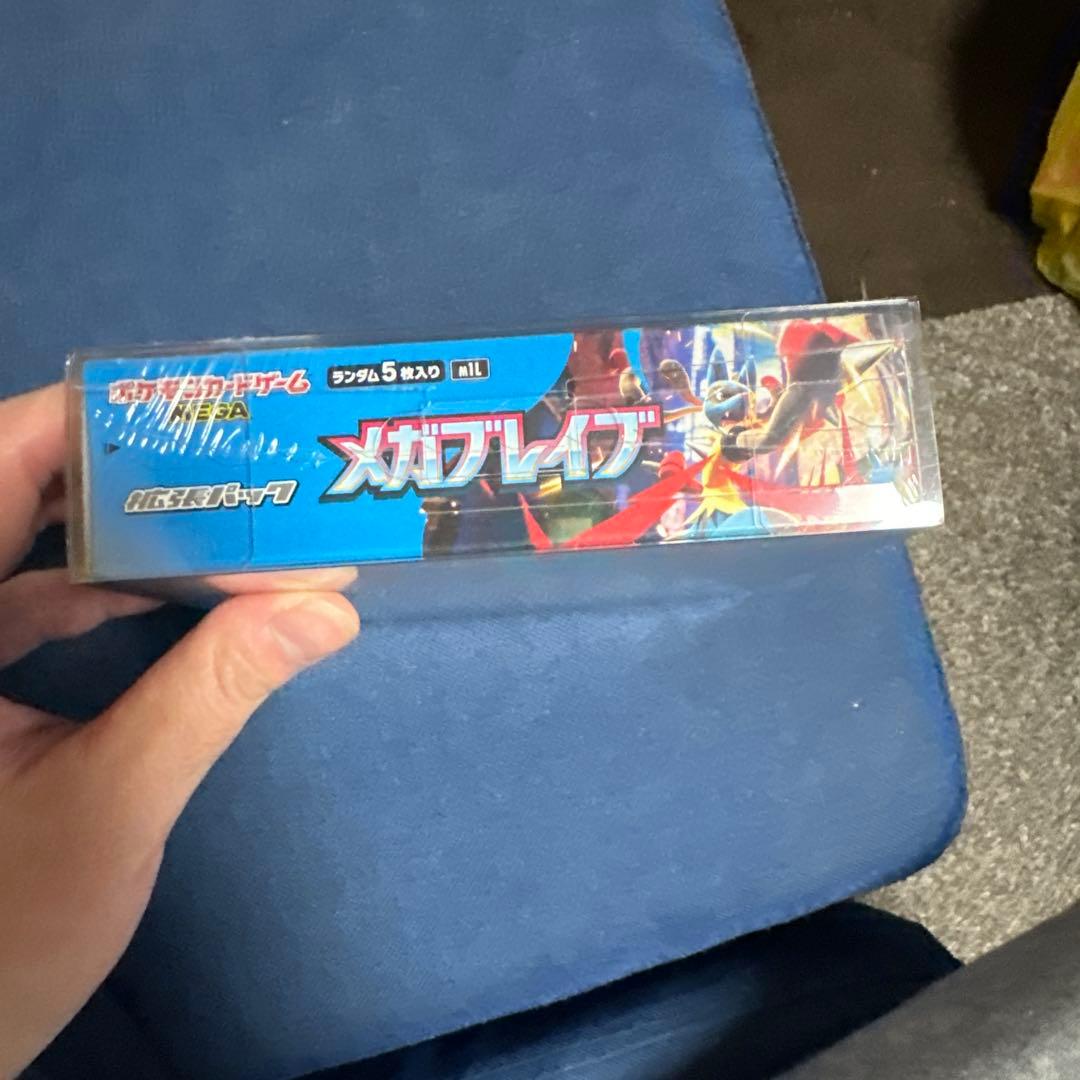 ポケモンカードゲーム
MEGA
ランダム5枚入り m1L
メガブレイブ
拡張パック